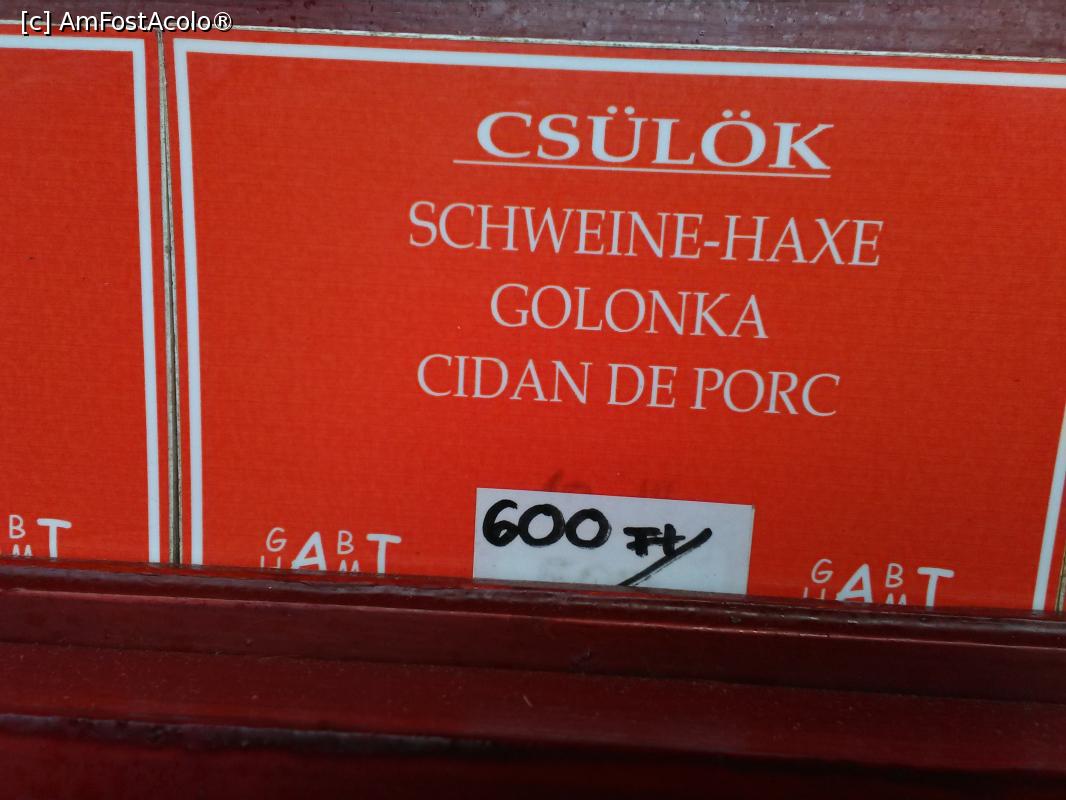 [c] AmFostAcolo®
CSÜLÖK
SCHWEINE-HAXE
GOLONKA
CIDAN DE PORC
600 Ft/